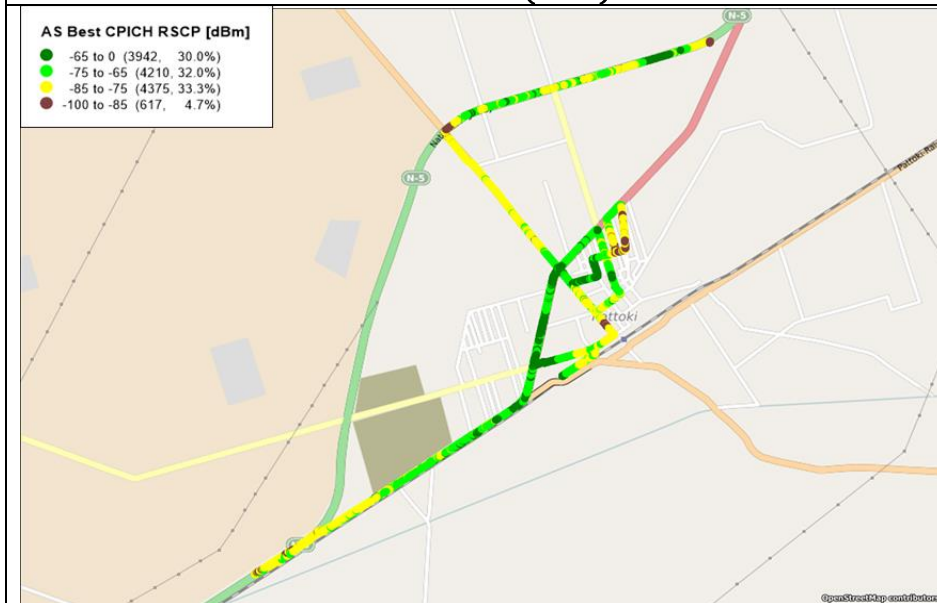 AS Best CPICH RSCP [dBm]
-65 to 0 (3942, 30.0%)
-75 to -65 (4210, 32.0%)
-85 to -75 (4375, 33.3%)
-100 to -85 (617, 4.7%)
N-5
N-5
Pattoki
OpenStreetMap contributors